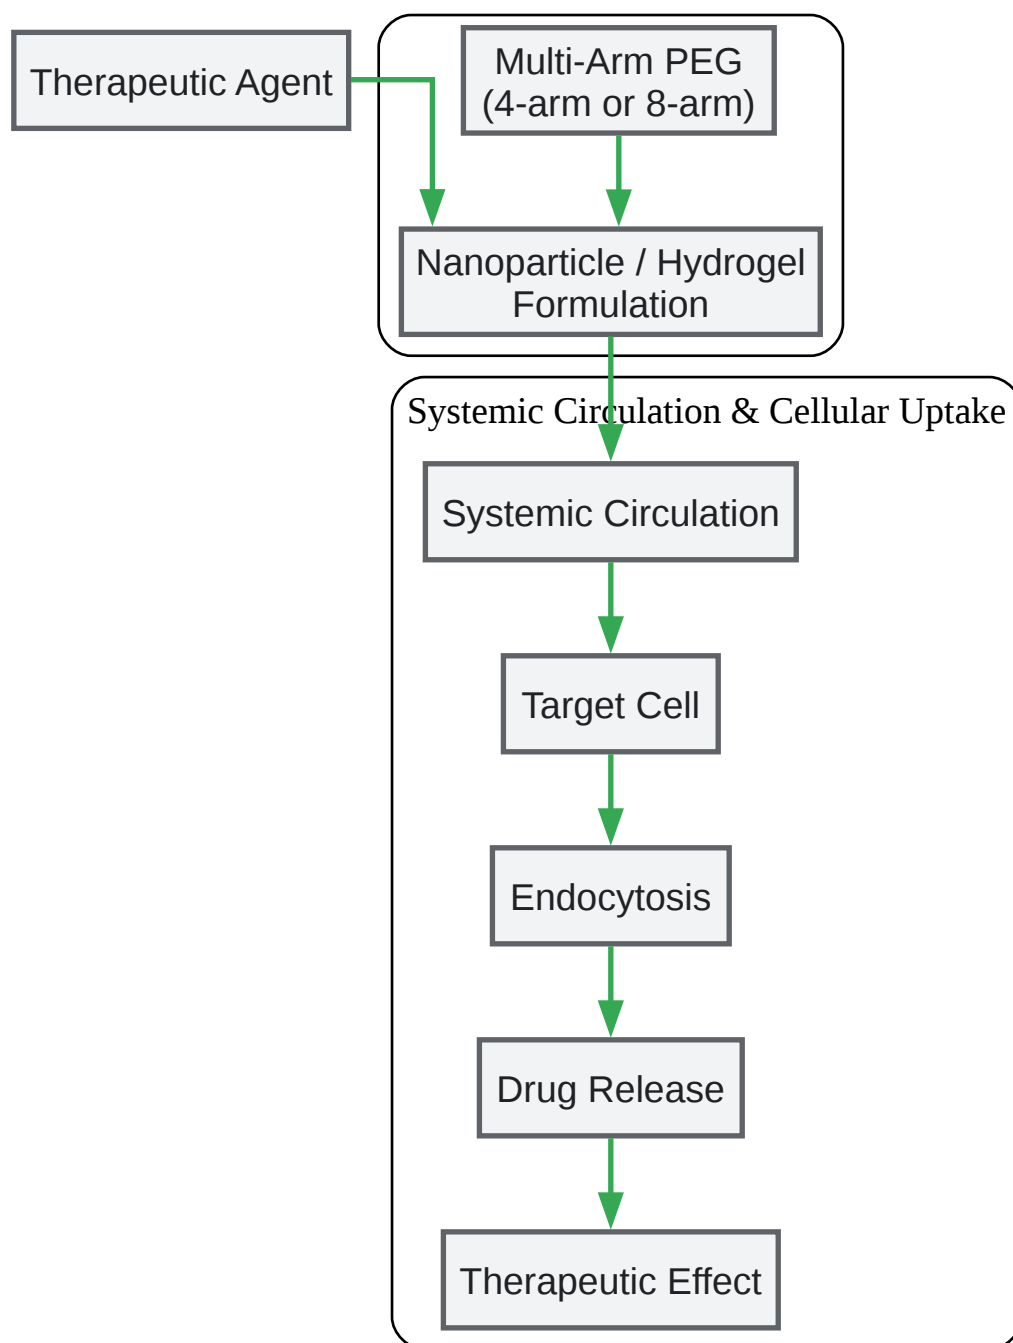 Therapeutic Agent
Multi-Arm PEG
(4-arm or 8-arm)
Nanoparticle / Hydrogel
Formulation
Systemic Circulation & Cellular Uptake
Systemic Circulation
Target Cell
Endocytosis
Drug Release
Therapeutic Effect